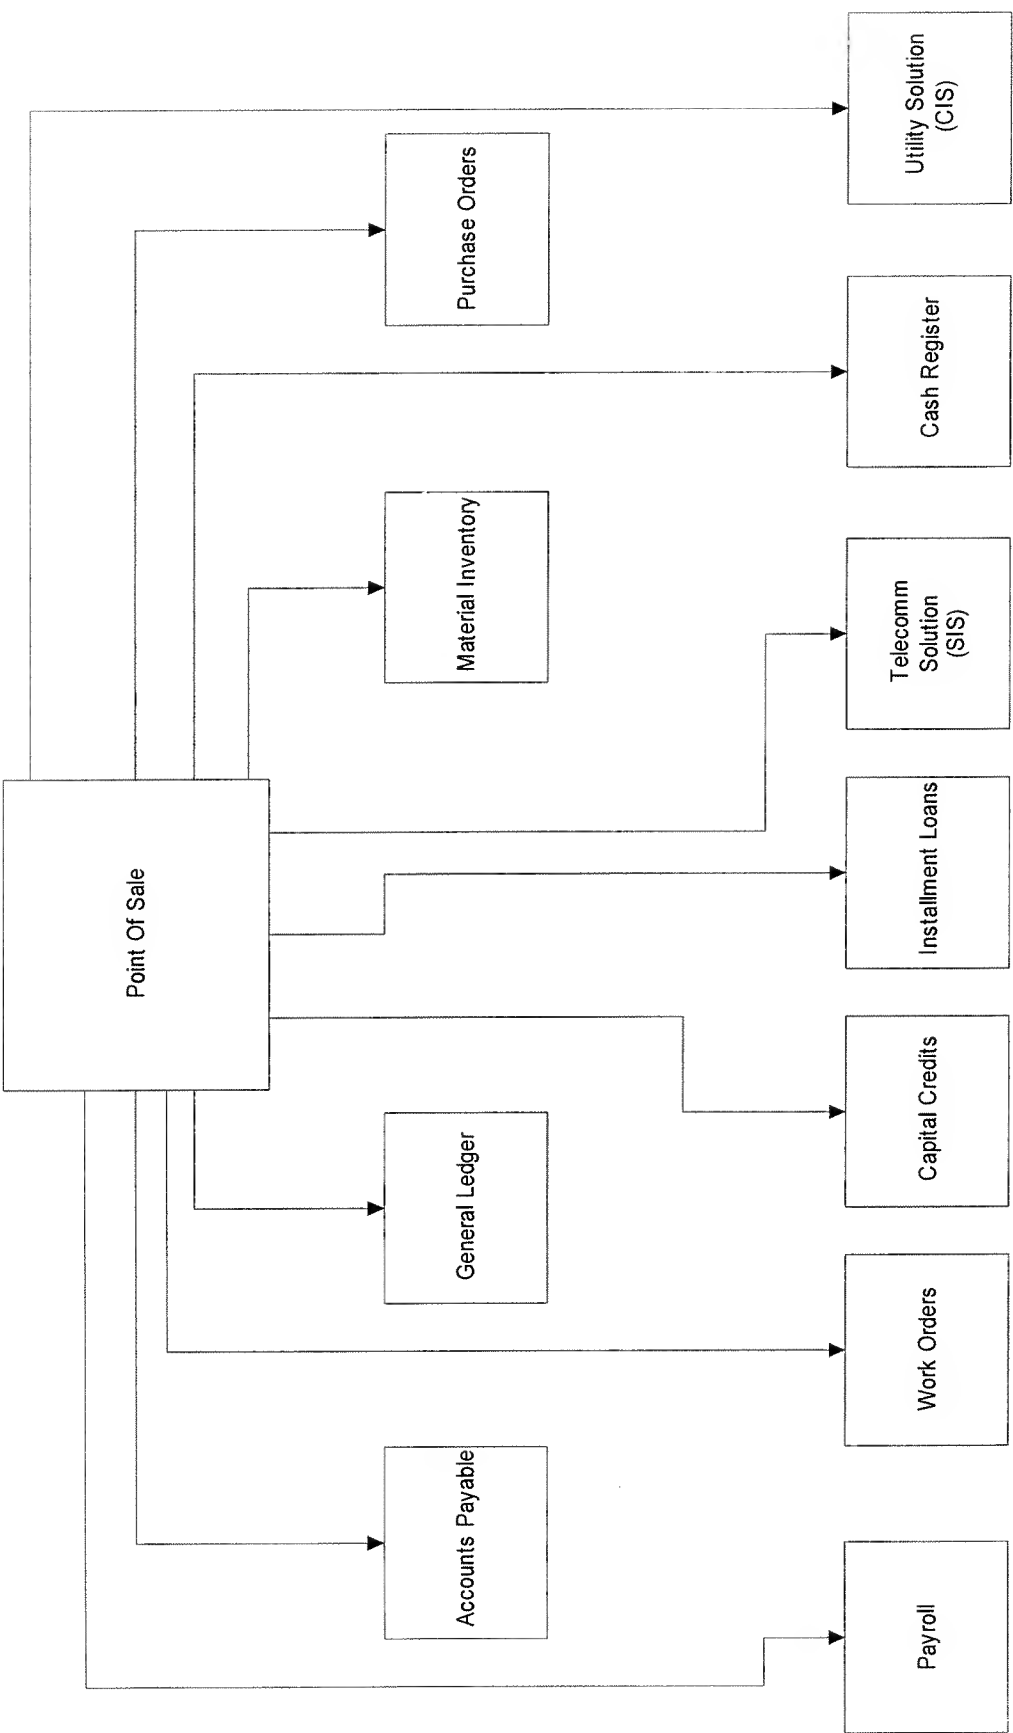 Point Of Sale
Accounts Payable
General Ledger
Material Inventory
Purchase Orders
Payroll
Work Orders
Capital Credits
Installment Loans
Telecomm
Solution
(SIS)
Cash Register
Utility Solution
(CIS)